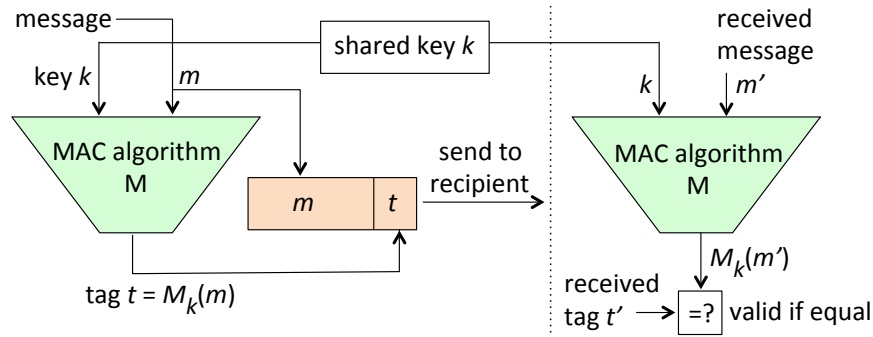 message
shared key k
received
message
key k
m
k
m'
MAC algorithm
M
MAC algorithm
M
send to
recipient
m
t
tag t = Mk(m)
Mk(m')
received
tag t'
=?
valid if equal